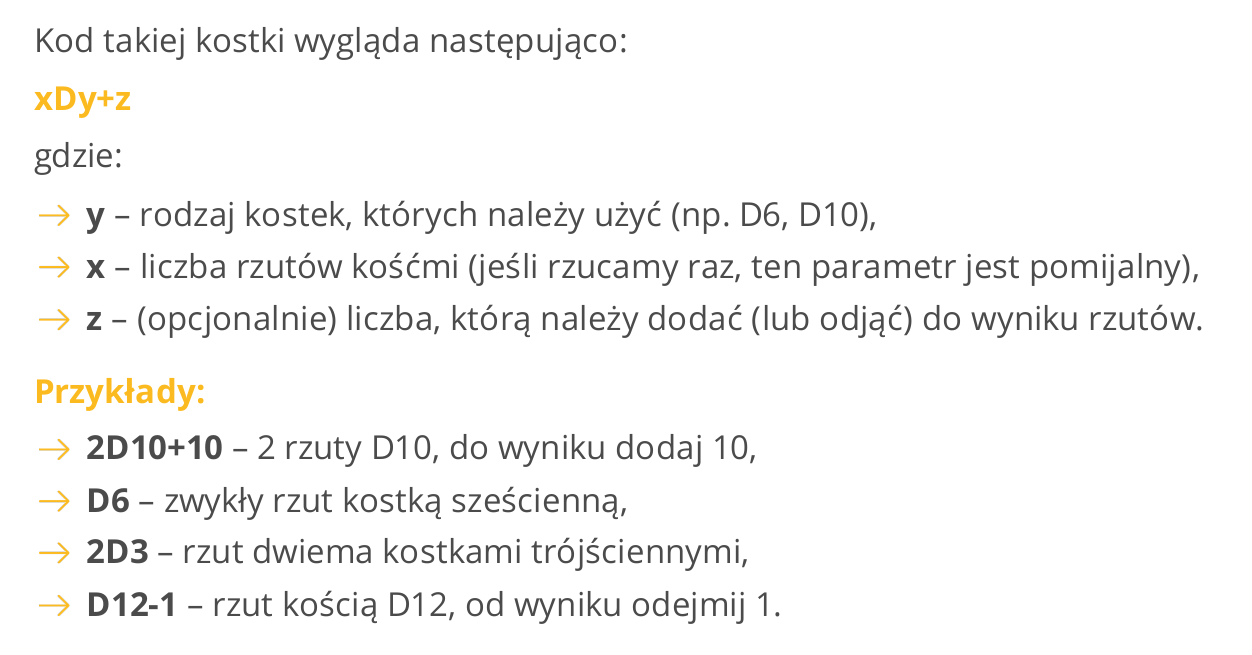 Kod takiej kostki wygląda następująco:
xDy+z
gdzie:
→ y – rodzaj kostek, których należy użyć (np. D6, D10),
→ x – liczba rzutów kośćmi (jeśli rzucamy raz, ten parametr jest pomijalny),
→ z – (opcjonalnie) liczba, którą należy dodać (lub odjąć) do wyniku rzutów.
Przykłady:
→ 2D10+10 – 2 rzuty D10, do wyniku dodaj 10,
→ D6 – zwykły rzut kostką sześcienną,
→ 2D3 – rzut dwiema kostkami trójściennymi,
→ D12-1 – rzut kością D12, od wyniku odejmij 1.